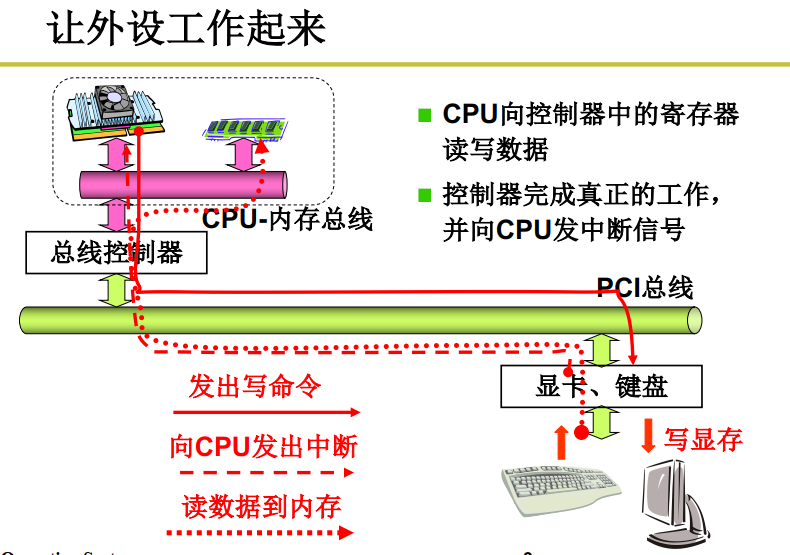 让外设工作起来
CPU向控制器中的寄存器
读写数据
控制器完成真正的工作，
并向CPU发中断信号
CPU-内存总线
总线控制器
PCI总线
显卡、键盘
发出写命令
向CPU发出中断
写显存
读数据到内存